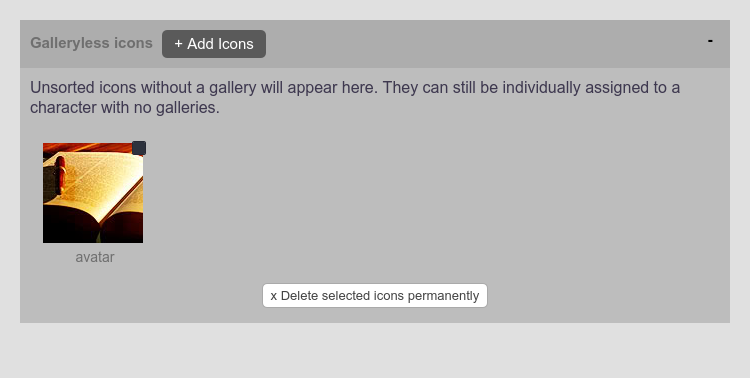 Galleryless icons + Add Icons -
Unsorted icons without a gallery will appear here. They can still be individually assigned to a
character with no galleries.
avatar
x Delete selected icons permanently